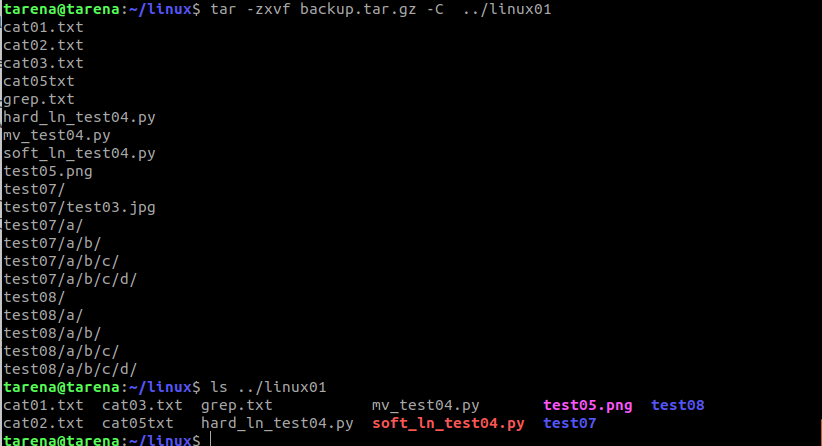 tarena@tarena:~/linux$ tar -zxvf backup.tar.gz -C  ../linux01
cat01.txt
cat02.txt
cat03.txt
cat05txt
grep.txt
hard_ln_test04.py
mv_test04.py
soft_ln_test04.py
test05.png
test07/
test07/test03.jpg
test07/a/
test07/a/b/
test07/a/b/c/
test07/a/b/c/d/
test08/
test08/a/
test08/a/b/
test08/a/b/c/
test08/a/b/c/d/
tarena@tarena:~/linux$ ls ../linux01
cat01.txt  cat03.txt  grep.txt           mv_test04.py       test05.png  test08
cat02.txt  cat05txt   hard_ln_test04.py  soft_ln_test04.py  test07
tarena@tarena:~/linux$